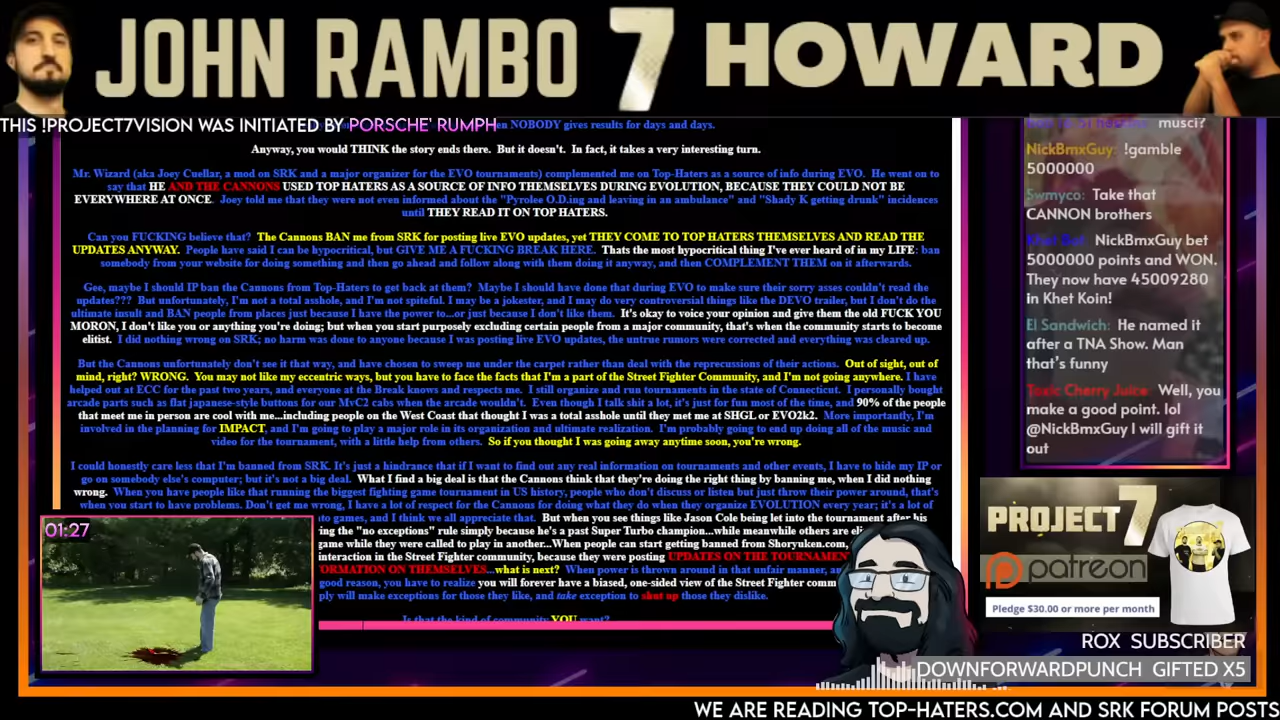 JOHN RAMBO 7 HOWARD
THIS !PROJECT7VISION WAS INITIATED BY PORSCHE' RUMPH
NOBODY gives results for days and days.
Anyway, you would THINK the story ends there. But it doesn't. In fact, it takes a very interesting turn.
Mr. Wizard (aka Joey Cuellar, a mod on SRK and a major organizer for the EVO tournaments) complemented me on Top-Haters as a source of info during EVO. He went on to
say that HE AND THE CANNONS USED TOP HATERS AS A SOURCE OF INFO THEMSELVES DURING EVOLUTION, BECAUSE THEY COULD NOT BE
EVERYWHERE AT ONCE. Joey told me that they were not even informed about the "Pyrolee O.D.ing and leaving in an ambulance" and "Shady K getting drunk" incidences
until THEY READ IT ON TOP HATERS.
Can you FUCKING believe that? The Cannons BAN me from SRK for posting live EVO updates, yet THEY COME TO TOP HATERS THEMSELVES AND READ THE
UPDATES ANYWAY. People have said I can be hypocritical, but GIVE ME A FUCKING BREAK HERE. Thats the most hypocritical thing I've ever heard of in my LIFE: ban
somebody from your website for doing something and then go ahead and follow along with them doing it anyway, and then COMPLEMENT THEM on it afterwards.
Gee, maybe I should IP ban the Cannons from Top-Haters to get back at them? Maybe I should have done that during EVO to make sure their sorry asses couldn't read the
updates??? But unfortunately, I'm not a total asshole, and I'm not spiteful. I may be a jokester, and I may do very controversial things like the DEVO trailer, but I don't do the
ultimate insult and BAN people from places just because I have the power to...or just because I don't like them. It's okay to voice your opinion and give them the old FUCK YOU
MORON, I don't like you or anything you're doing; but when you start purposely excluding certain people from a major community, that's when the community starts to become
elitist. I did nothing wrong on SRK; no harm was done to anyone because I was posting live EVO updates, the untrue rumors were corrected and everything was cleared up.
But the Cannons unfortunately don't see it that way, and have chosen to sweep me under the carpet rather than deal with the reprecussions of their actions. Out of sight, out of
mind, right? WRONG. You may not like my eccentric ways, but you have to face the facts that I'm a part of the Street Fighter Community, and I'm not going anywhere. I have
helped out at ECC for the past two years, and everyone at the Break knows and respects me. I still organize and run tournaments in the state of Connecticut. I personally bought
arcade parts such as flat japanese-style buttons for our MvC2 cabs when the arcade wouldn't. Even though I talk shit a lot, it's just for fun most of the time, and 90% of the people
that meet me in person are cool with me...including people on the West Coast that thought I was a total asshole until they met me at SHGL or EVO2k2. More importantly, I'm
involved in the planning for IMPACT, and I'm going to play a major role in its organization and ultimate realization. I'm probably going to end up doing all of the music and
video for the tournament, with a little help from others. So if you thought I was going away anytime soon, you're wrong.
I could honestly care less that I'm banned from SRK. It's just a hindrance that if I want to find out any real information on tournaments and other events, I have to hide my IP or
go on somebody else's computer; but it's not a big deal. What I find a big deal is that the Cannons think that they're doing the right thing by banning me, when I did nothing
wrong. When you have people like that running the biggest fighting game tournament in US history, people who don't discuss or listen but just throw their power around, that's
when you start to have problems. Don't get me wrong, I have a lot of respect for the Cannons for doing what they do when they organize EVOLUTION every year; it's a lot of
to games, and I think we all appreciate that. But when you see things like Jason Cole being let into the tournament after his
ing the "no exceptions" rule simply because he's a past Super Turbo champion...while meanwhile others are
game while they were called to play in another...When people can start getting banned from Shoryuken.com,
interaction in the Street Fighter community, because they were posting UPDATES ON THE TOURNAMENT
ORMATION ON THEMSELVES...what is next? When power is thrown around in that unfair manner,
good reason, you have to realize you will forever have a biased, one-sided view of the Street Fighter
ply will make exceptions for those they like, and take exception to shut up those they dislike.
Is that the kind of community YOU want?
musci?
NickBmxGuy: !gamble
5000000
Swmyco: Take that
CANNON brothers
NickBmxGuy bet
5000000 points and WON.
They now have 45009280
in Khet Koin!
El Sandwich: He named it
after a TNA Show. Man
that's funny
Toxic Cherry Juice: Well, you
make a good point. lol
@NickBmxGuy I will gift it
out
01:27
PROJECT 7
patreon
Pledge $30.00 or more per month
ROX SUBSCRIBER
DOWNFORWARDPUNCH GIFTED X5
WE ARE READING TOP-HATERS.COM AND SRK FORUM POSTS